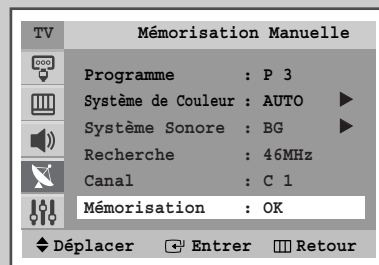 TV Mémorisation Manuelle
Programme : P 3
Système de Couleur : AUTO
Système Sonore : BG
Recherche : 46MHz
Canal : C 1
Mémorisation : OK
Déplacer Entrer Retour